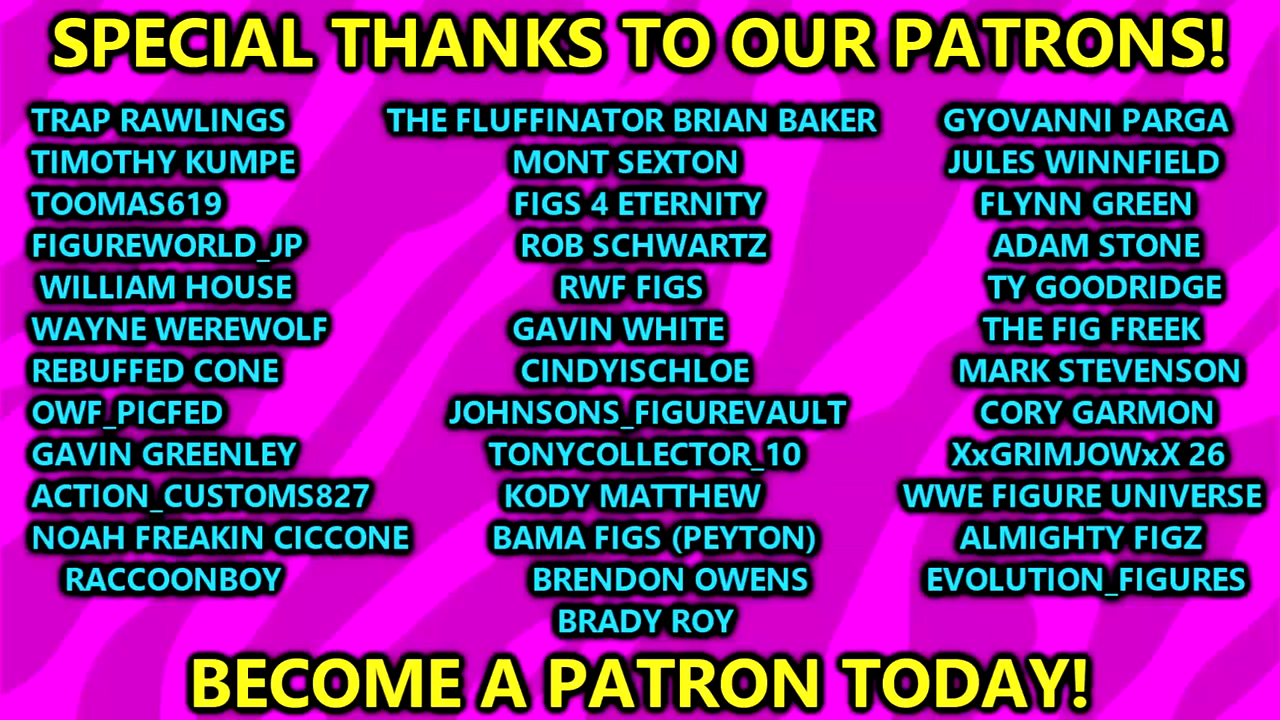 SPECIAL THANKS TO OUR PATRONS!
TRAP RAWLINGS
TIMOTHY KUMPE
TOOMAS619
FIGUREWORLD_JP
WILLIAM HOUSE
WAYNE WEREWOLF
REBUFFED CONE
OWF_PICFED
GAVIN GREENLEY
ACTION_CUSTOMS827
NOAH FREAKIN CICCONE
RACCOONBOY
THE FLUFFINATOR BRIAN BAKER
MONT SEXTON
FIGS 4 ETERNITY
ROB SCHWARTZ
RWF FIGS
GAVIN WHITE
CINDYISCHLOE
JOHNSONS_FIGUREVAULT
TONYCOLLECTOR_10
KODY MATTHEW
BAMA FIGS (PEYTON)
BRENDON OWENS
BRADY ROY
GYOVANNI PARGA
JULES WINNFIELD
FLYNN GREEN
ADAM STONE
TY GOODRIDGE
THE FIG FREEK
MARK STEVENSON
CORY GARMON
XxGRIMJOWxX 26
WWE FIGURE UNIVERSE
ALMIGHTY FIGZ
EVOLUTION_FIGURES
BECOME A PATRON TODAY!